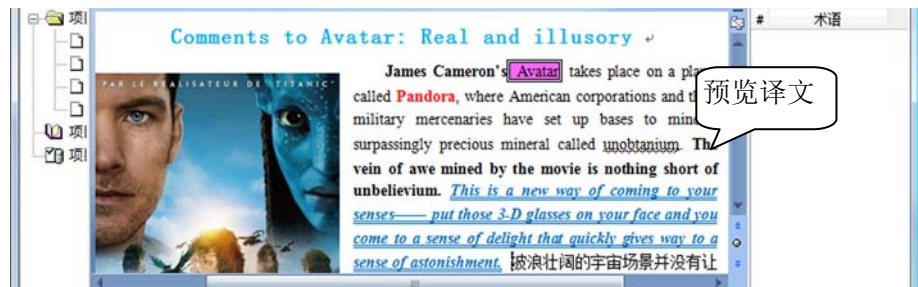 项
项
项
# 术语
Comments to Avatar: Real and illusory
PAR LE REALISATEUR DE "TITANIC"
James Cameron's Avatar takes place on a
called Pandora, where American corporations and
military mercenaries have set up bases to
surpassingly precious mineral called unobtanium.
vein of awe mined by the movie is nothing short of
unbelievium. This is a new way of coming to your
senses—— put those 3-D glasses on your face and you
come to a sense of delight that quickly gives way to a
sense of astonishment. 波浪壮阔的宇宙场景并没有让
预览译文